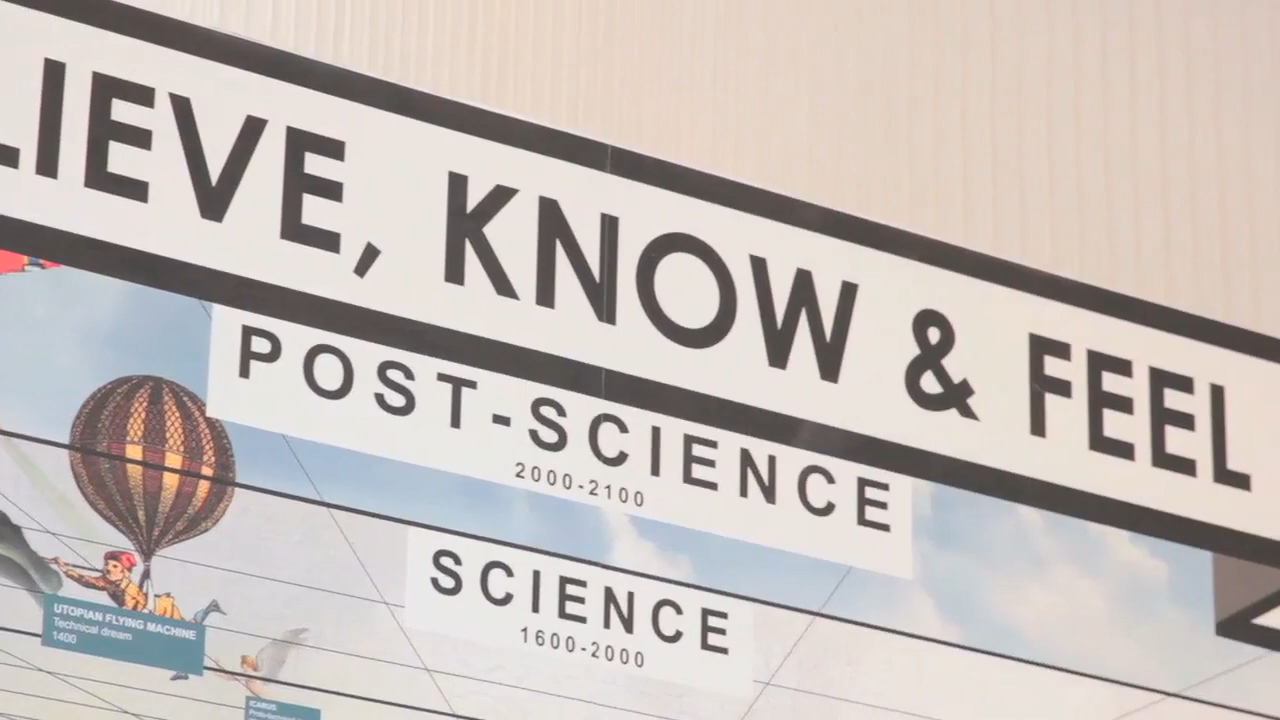 LIEVE, KNOW & FEEL
POST-SCIENCE
2000-2100
SCIENCE
1600-2000
UTOPIAN FLYING MACHINE
Technical dream
1400
ICARUS